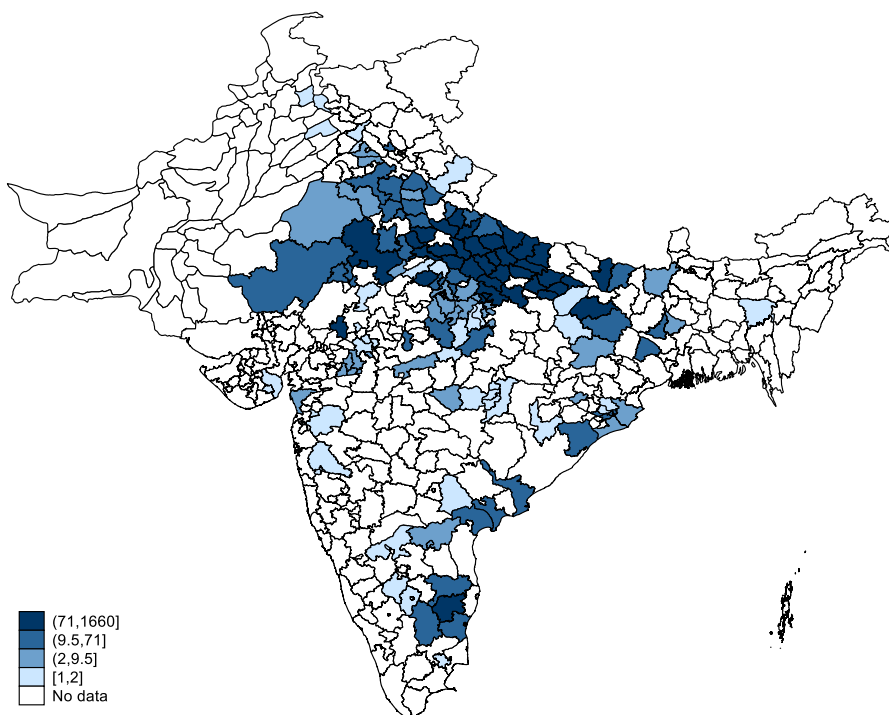 (71,1660]
(9.5,71]
(2,9.5]
[1,2]
No data